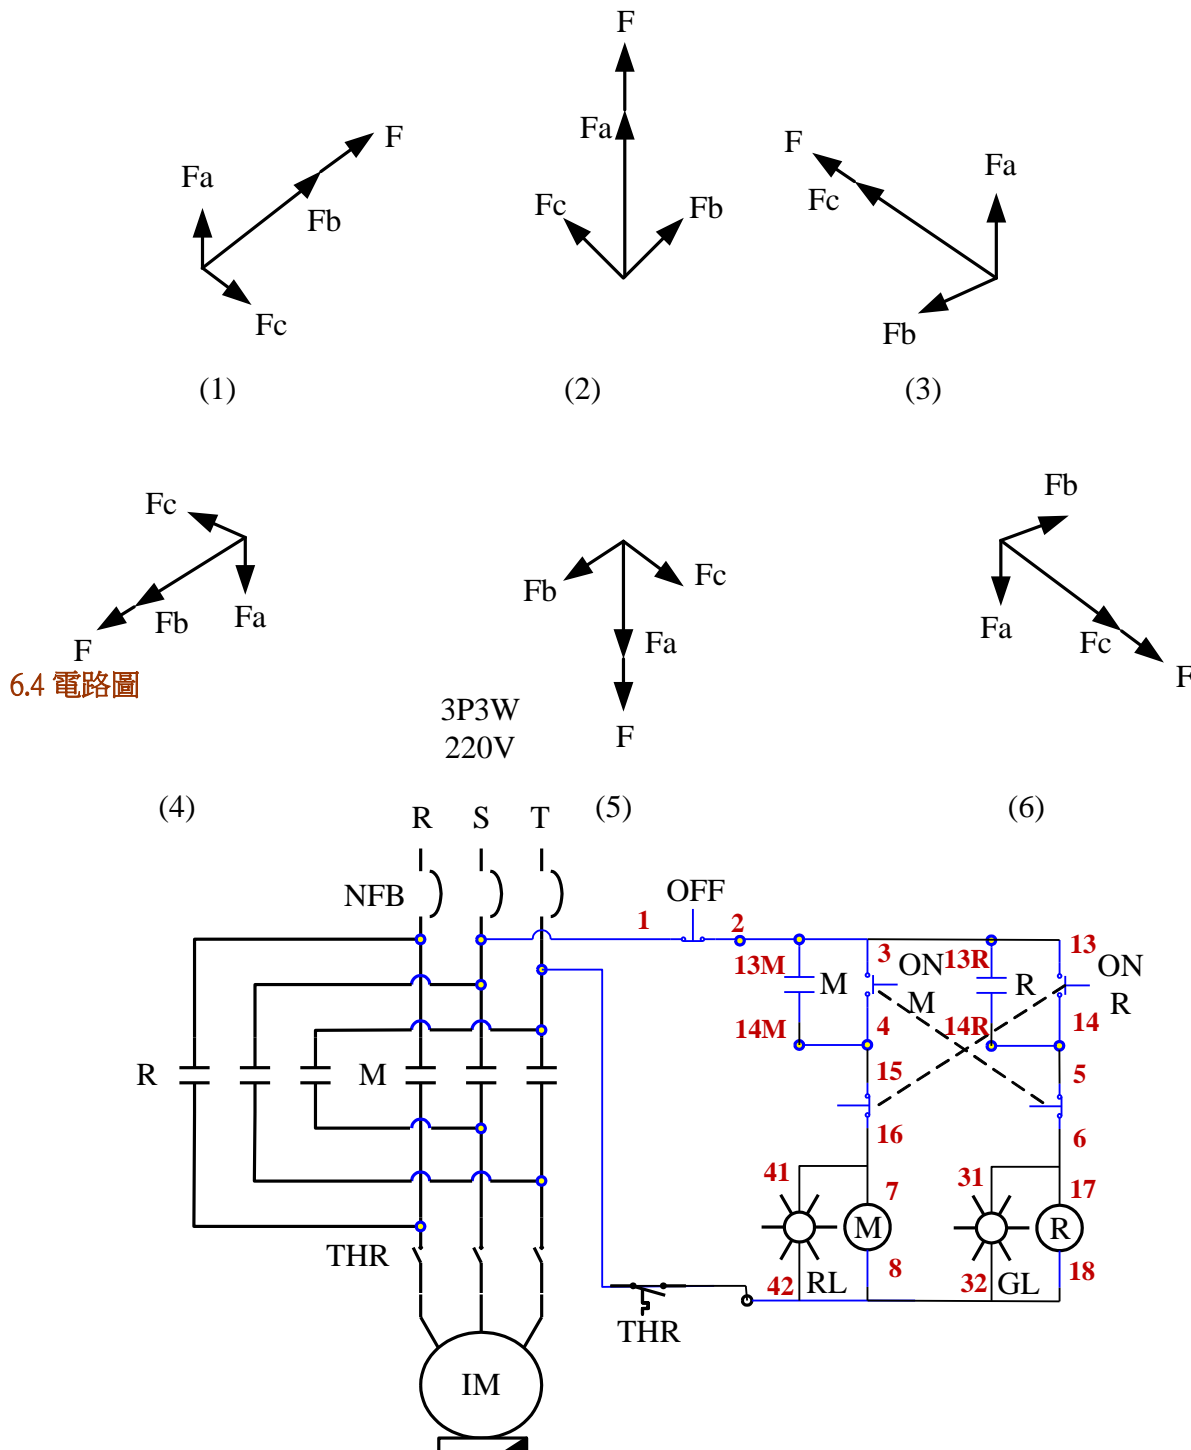 F
Fa
Fb
Fc
(1)
F
Fa
Fc
Fb
(2)
F
Fa
Fc
Fb
(3)
Fc
Fb
Fa
F
(4)
Fb
Fc
Fa
F
(5)
Fb
Fa
Fc
F
(6)
6.4 電路圖
3P3W
220V
R S T
NFB
OFF
1 2
3 13
13M M ON M
13R R ON R
14M 4 14R 14
R M
15 5
16 6
41 7 31 17
M R
THR
42 RL 8 32 GL 18
THR
IM